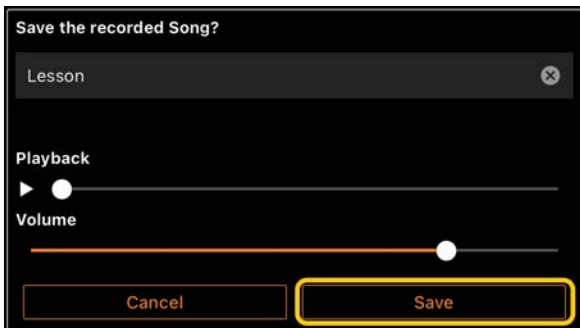 Save the recorded Song?
Lesson
Playback
Volume
Cancel
Save